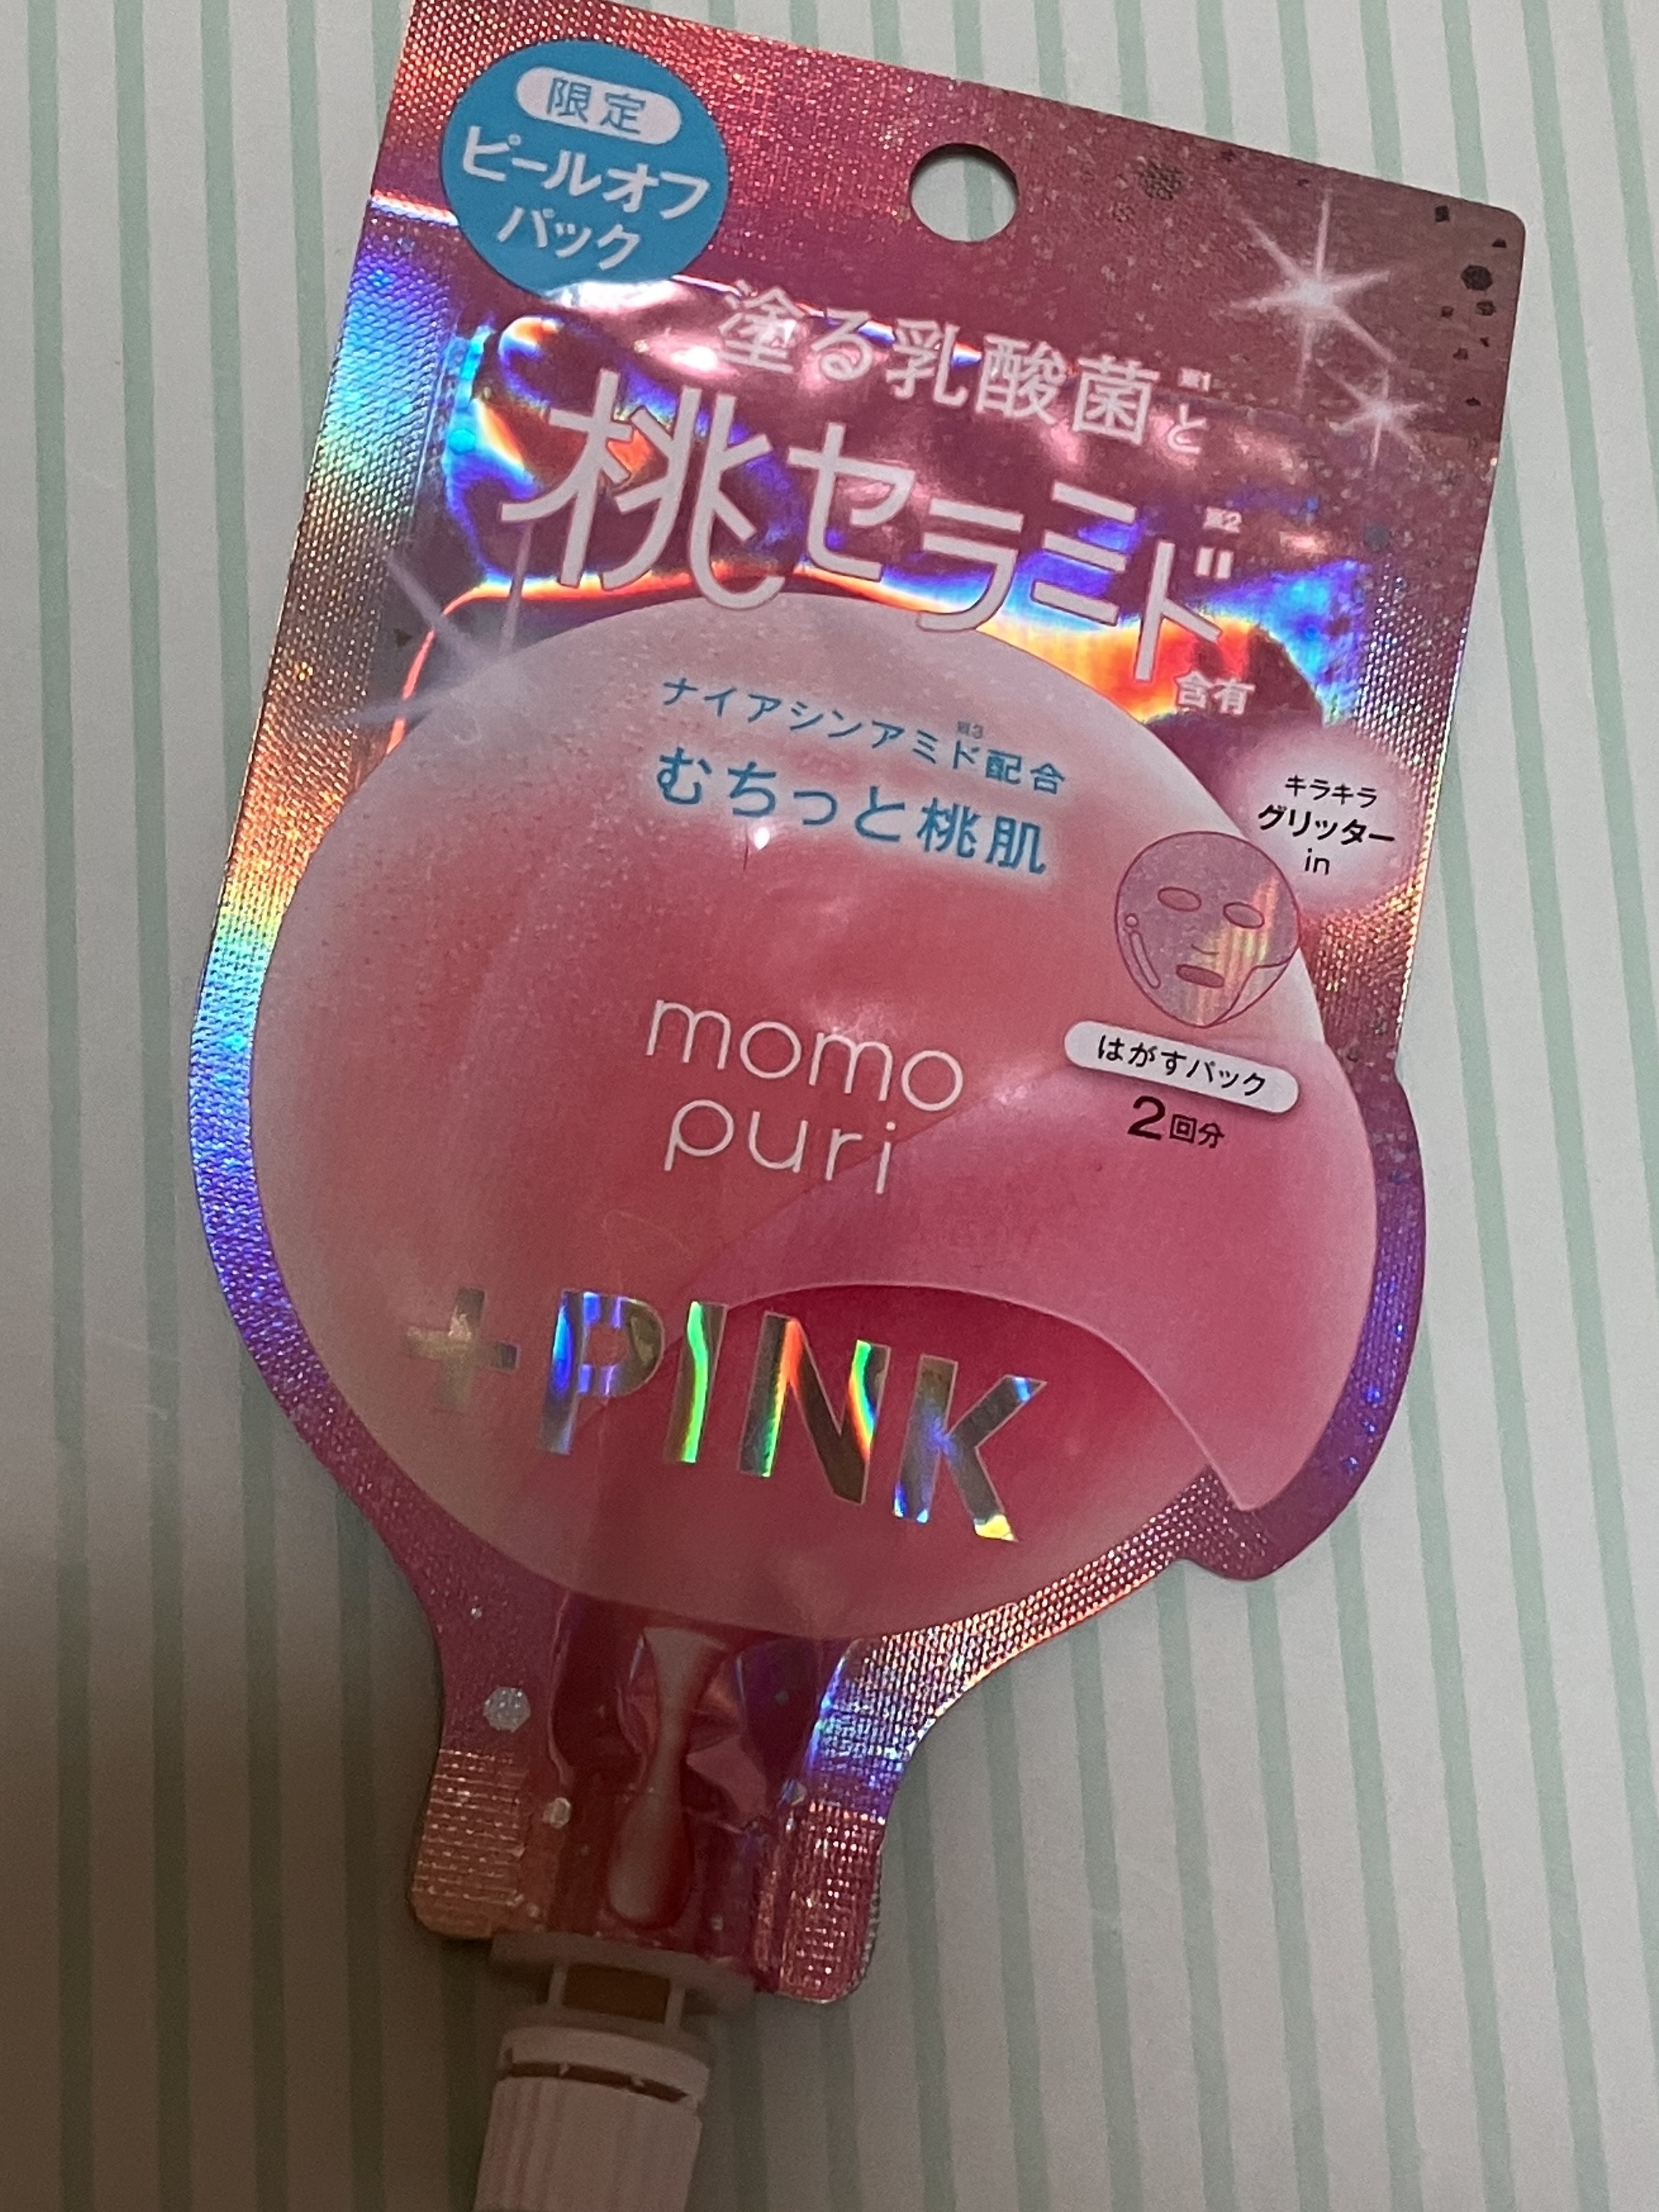 限定
ピールオフ
パック
塗る乳酸菌※1と
桃セラミド※2
含有
ナイアシンアミド※3配合
むちっと桃肌
キラキラ
グリッター
in
momo
puri
はがすパック
2回分
+PINK